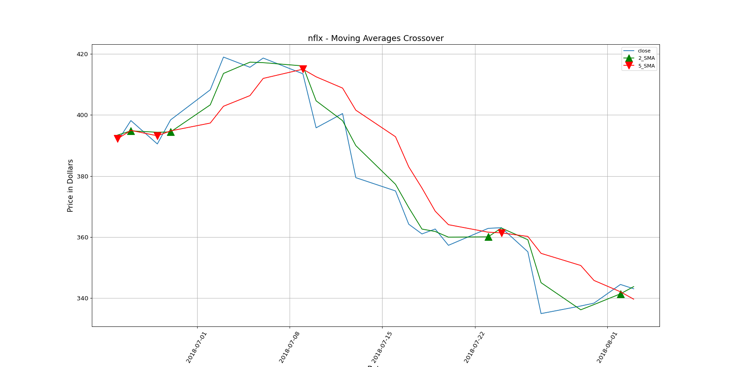 nflx - Moving Averages Crossover
close
2_SMA
5_SMA
Price in Dollars
420
400
380
360
340
2018-07-01
2018-07-08
2018-07-15
2018-07-22
2018-08-01